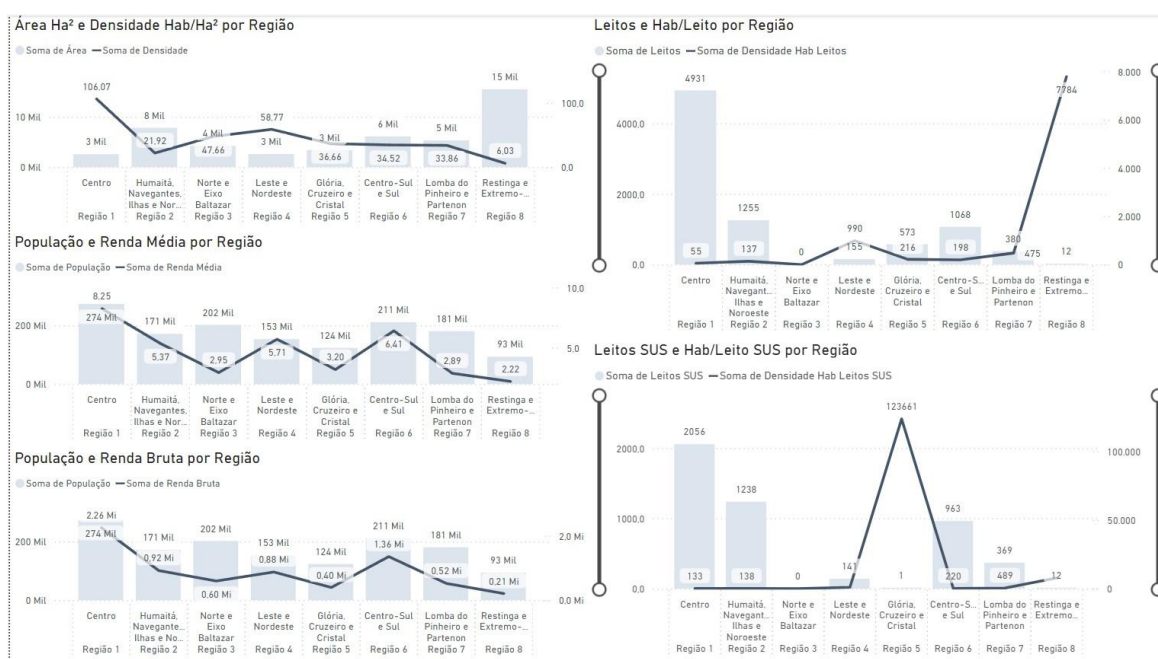 Área Ha² e Densidade Hab/Ha² por Região
Soma de Área Soma de Densidade
106,07
15 Mil
8 Mil
58,77
6 Mil
5 Mil
3 Mil
21,92
4 Mil
47,66
3 Mil
3 Mil
36,66
34,52
33,86
6,03
10 Mil
0 Mil
100,0
0,0
Centro
Humaitá,
Navegantes,
Ilhas e Nor...
Norte e
Eixo
Baltazar
Leste e
Nordeste
Glória,
Cruzeiro e
Cristal
Centro-Sul
e Sul
Lomba do
Pinheiro e
Partenon
Restinga e
Extremo-...
Região 1 Região 2 Região 3 Região 4 Região 5 Região 6 Região 7 Região 8
População e Renda Média por Região
Soma de População Soma de Renda Média
8,25
274 Mil
171 Mil
5,37
202 Mil
2,95
153 Mil
5,71
124 Mil
3,20
211 Mil
6,41
181 Mil
2,89
93 Mil
2,22
200 Mil
0 Mil
10,0
5,0
Centro
Humaitá,
Navegantes,
Ilhas e Nor...
Norte e
Eixo
Baltazar
Leste e
Nordeste
Glória,
Cruzeiro e
Cristal
Centro-Sul
e Sul
Lomba do
Pinheiro e
Partenon
Restinga e
Extremo-...
Região 1 Região 2 Região 3 Região 4 Região 5 Região 6 Região 7 Região 8
População e Renda Bruta por Região
Soma de População Soma de Renda Bruta
2,26 Mi
274 Mil
171 Mil
0,92 Mi
202 Mil
0,60 Mi
153 Mil
0,88 Mi
124 Mil
0,40 Mi
211 Mil
1,36 Mi
181 Mil
0,52 Mi
93 Mil
0,21 Mi
200 Mil
0 Mil
2,0 Mi
0,0 Mi
Centro
Humaitá,
Navegante...
Ilhas e No...
Norte e
Eixo
Baltazar
Leste e
Nordeste
Glória,
Cruzeiro e
Cristal
Centro-Sul
e Sul
Lomba do
Pinheiro e
Partenon
Restinga e
Extremo-...
Região 1 Região 2 Região 3 Região 4 Região 5 Região 6 Região 7 Região 8
Leitos e Hab/Leito por Região
Soma de Leitos Soma de Densidade Hab Leitos
4931
55
1255
137
0
990
155
573
216
1068
198
380
475
12
7784
4000,0
2000,0
0,0
8.000
6.000
4.000
2.000
0
Centro
Humaitá,
Navegant...
Ilhas e
Noroeste
Norte e
Eixo
Baltazar
Leste e
Nordeste
Glória,
Cruzeiro e
Cristal
Centro-S...
e Sul
Lomba do
Pinheiro e
Partenon
Restinga e
Extremo...
Região 1 Região 2 Região 3 Região 4 Região 5 Região 6 Região 7 Região 8
Leitos SUS e Hab/Leito SUS por Região
Soma de Leitos SUS Soma de Densidade Hab Leitos SUS
123661
2056
133
1238
138
0
141
1
963
220
369
489
12
2000,0
1000,0
0,0
100.000
50.000
0
Centro
Humaitá,
Navegant...
Ilhas e
Noroeste
Norte e
Eixo
Baltazar
Leste e
Nordeste
Glória,
Cruzeiro e
Cristal
Centro-S...
e Sul
Lomba do
Pinheiro e
Partenon
Restinga e
Extremo...
Região 1 Região 2 Região 3 Região 4 Região 5 Região 6 Região 7 Região 8